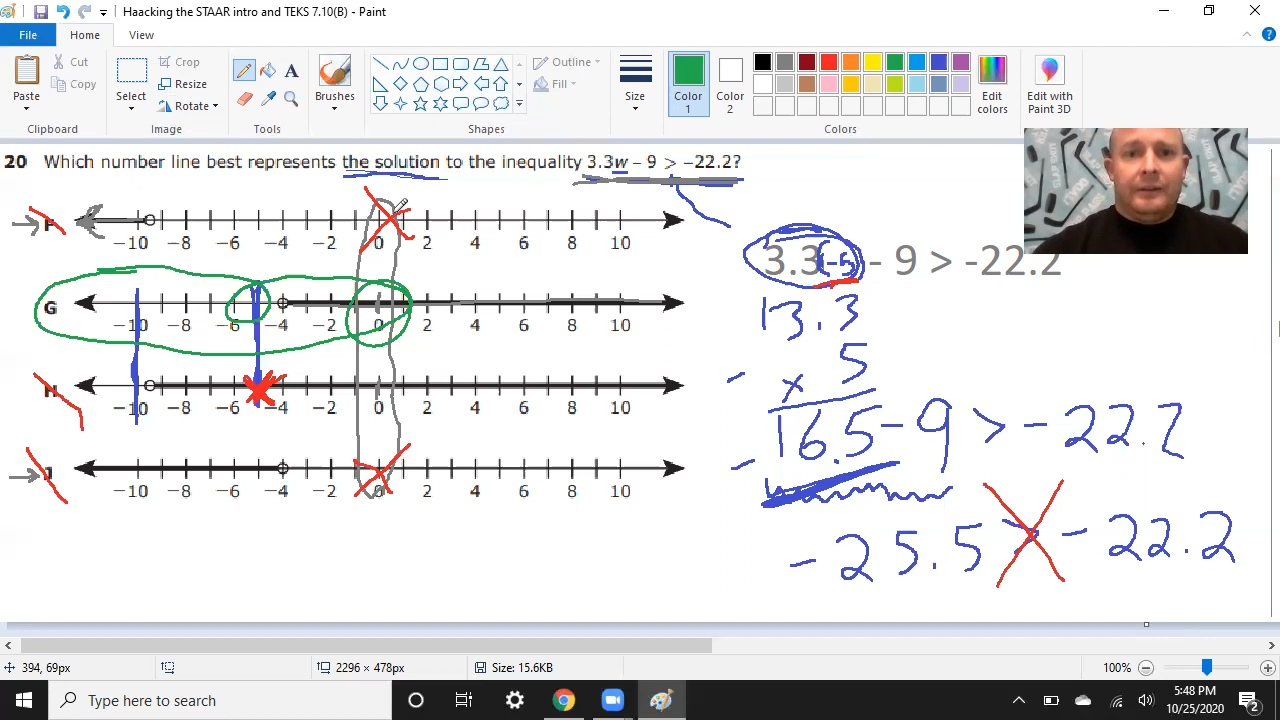 Haacking the STAAR intro and TEKS 7.10(B) - Paint
File Home View
Paste Cut Copy Clipboard
Select Crop Resize Rotate Image
Tools
Brushes
Outline Fill Shapes
Size
Color 1 Color 2 Edit colors Colors
Edit with Paint 3D
20 Which number line best represents the solution to the inequality 3.3w – 9 > –22.2?
F
−10 −8 −6 −4 −2 0 2 4 6 8 10
G
−10 −8 −6 −4 −2 0 2 4 6 8 10
H
−10 −8 −6 −4 −2 0 2 4 6 8 10
I
−10 −8 −6 −4 −2 0 2 4 6 8 10
3.3(-5) - 9 > -22.2
13.3
- x 5
- 16.5 - 9 > - 22.2
- 25.5 > - 22.2
394, 69px 2296 × 478px Size: 15.6KB 100%
Type here to search
5:48 PM
10/25/2020
2